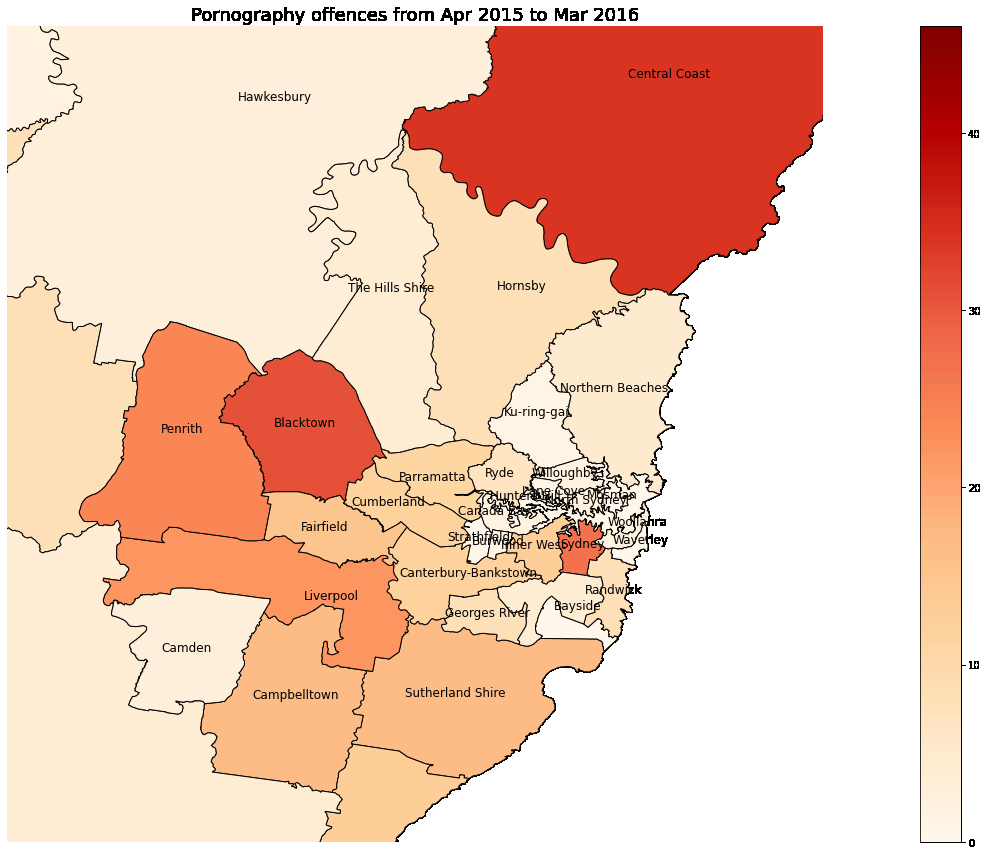 Pornography offences from Apr 2015 to Mar 2016
Central Coast
Hawkesbury
40
The Hills Shire
Hornsby
30
Northern Beaches
Ku-ring-gai
Blacktown
Penrith
Ryde
Willoughby
Parramatta
20
Lane Cove
Mosman
Hunters Hill
North Sydney
Cumberland
Canada Bay
Woollahra
Fairfield
Strathfield
Burwood
Waverley
Inner West
Sydney
Canterbury-Bankstown
Randwick
Liverpool
Bayside
Georges River
Camden
10
Campbelltown
Sutherland Shire
0